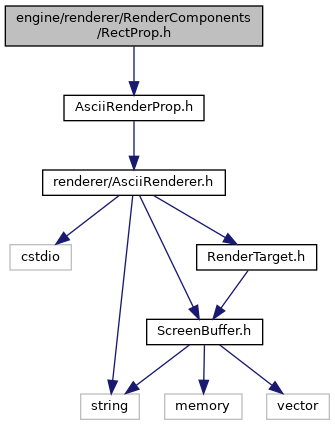 engine/renderer/RenderComponents
/RectProp.h
AsciiRenderProp.h
renderer/AsciiRenderer.h
cstdio
RenderTarget.h
ScreenBuffer.h
string
memory
vector